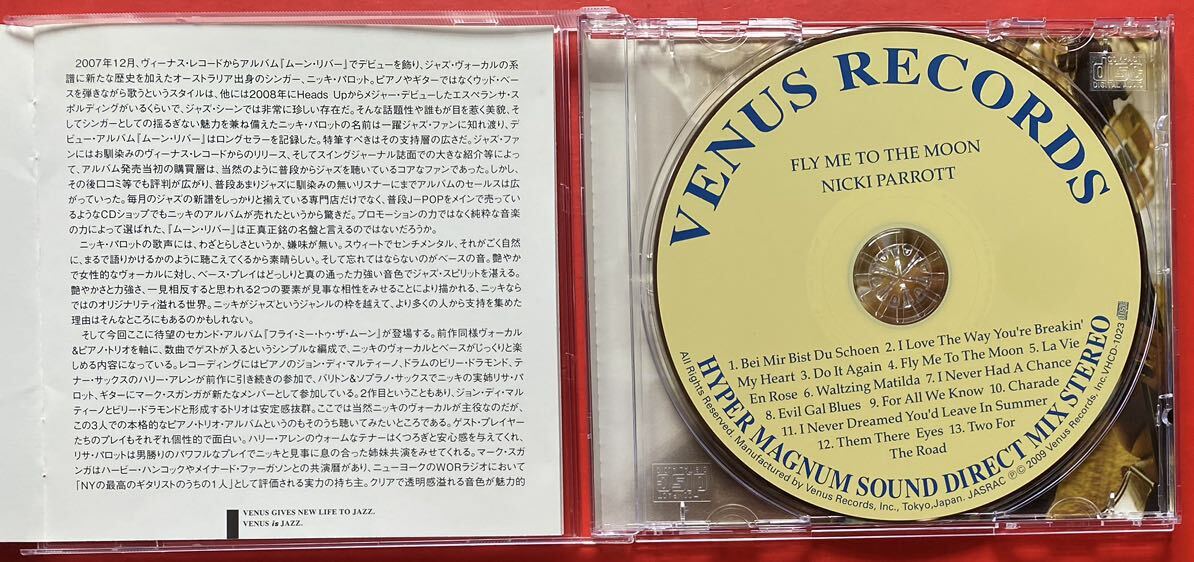 2007年12月、ヴィーナス・レコードからアルバム『ムーン・リバー』でデビューを飾り、ジャズ・ヴォーカルの系
譜に新たな歴史を加えたオーストラリア出身のシンガー、ニッキ・パロット。ピアノやギターではなくウッド・ベー
スを弾きながら歌うというスタイルは、他には2008年にHeads Upからメジャー・デビューしたエスペランサ・ス
ポルディングがいるくらいで、ジャズ・シーンでは非常に珍しい存在だ。そんな話題性や誰もが目を惹く美貌、そ
してシンガーとしての揺るぎない魅力を兼ね備えたニッキ・パロットの名前は一躍ジャズ・ファンに知れ渡り、デ
ビュー・アルバム『ムーン・リバー』はロングセラーを記録した。特筆すべきはその支持層の広さだ。ジャズ・ファ
ンにはお馴染みのヴィーナス・レコードからのリリース、そしてスイングジャーナル誌面での大きな紹介等によっ
て、アルバム発売当初の購買層は、当然のように普段からジャズを聴いているコアなファンであった。しかし、
その後口コミ等でも評判が広がり、普段あまりジャズに馴染みの無いリスナーにまでアルバムのセールスは広
がっていった。毎月のジャズの新譜をしっかりと揃えている専門店だけでなく、普段J-POPをメインで売ってい
るようなCDショップでもニッキのアルバムが売れたというから驚きだ。プロモーションの力ではなく純粋な音楽
の力によって選ばれた、『ムーン・リバー』は正真正銘の名盤と言えるのではないだろうか。
ニッキ・パロットの歌声には、わざとらしさというか、嫌味が無い。スウィートでセンチメンタル、それがごく自然
に、まるで語りかけるかのように聴こえてくるから素晴らしい。そして忘れてはならないのがベースの音。艶やか
で女性的なヴォーカルに対し、ベース・プレイはどっしりと真の通った力強い音色でジャズ・スピリットを湛える。
艶やかさと力強さ、一見相反すると思われる2つの要素が見事な相性をみせることにより描かれる、ニッキなら
ではのオリジナリティ溢れる世界。ニッキがジャズというジャンルの枠を越えて、より多くの人から支持を集めた
理由はそんなところにもあるのかもしれない。
そして今回ここに待望のセカンド・アルバム『フライ・ミー・トゥ・ザ・ムーン』が登場する。前作同様ヴォーカル
&ピアノ・トリオを軸に、数曲でゲストが入るというシンプルな編成で、ニッキのヴォーカルとベースがじっくりと楽
しめる内容になっている。レコーディングにはピアノのジョン・ディ・マルティーノ、ドラムのビリー・ドラモンド、テ
ナー・サックスのハリー・アレンが前作に引き続きの参加で、バリトン&ソプラノ・サックスでニッキの実姉リサ・パ
ロット、ギターにマーク・スガンガが新たなメンバーとして参加している。2作目ということもあり、ジョン・ディ・マル
ティーノとビリー・ドラモンドと形成するトリオは安定感抜群。ここでは当然ニッキのヴォーカルが主役なのだが、
この3人での本格的なピアノ・トリオ・アルバムというのもそのうち聴いてみたいところである。ゲスト・プレイヤー
たちのプレイもそれぞれ個性的で面白い。ハリー・アレンのウォームなテナーはくつろぎと安心感を与えてくれ、
リサ・パロットは男勝りのパワフルなプレイでニッキと見事に息の合った姉妹共演をみせてくれる。マーク・スガ
ンガはハービー・ハンコックやメイナード・ファーガソンとの共演暦があり、ニューヨークのWORラジオにおいて
「NYの最高のギタリストのうちの1人」として評価される実力の持ち主。クリアで透明感溢れる音色が魅力的
VENUS GIVES NEW LIFE TO JAZZ.
VENUS is JAZZ.
VENUS RECORDS
FLY ME TO THE MOON
NICKI PARROTT
1. Bei Mir Bist Du Schoen 2. I Love The Way You're Breakin'
My Heart 3. Do It Again 4. Fly Me To The Moon 5. La Vie
En Rose 6. Waltzing Matilda 7. I Never Had A Chance
8. Evil Gal Blues 9. For All We Know 10. Charade
11. I Never Dreamed You'd Leave In Summer
12. Them There Eyes 13. Two For
The Road
HYPER MAGNUM SOUND DIRECT MIX STEREO
All Rights Reserved. Manufactured by Venus Records, Inc., Tokyo, Japan. JASRAC ℗© 2009 Venus Records, Inc. VHCD-1023